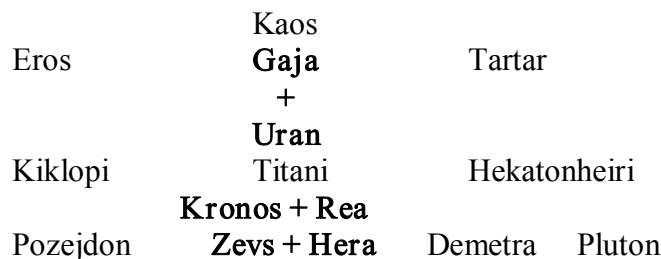 Kaos
Eros Gaja Tartar
+
Uran
Kiklopi Titani Hekatonheiri
Kronos + Rea
Pozejdon Zevs + Hera Demetra Pluton